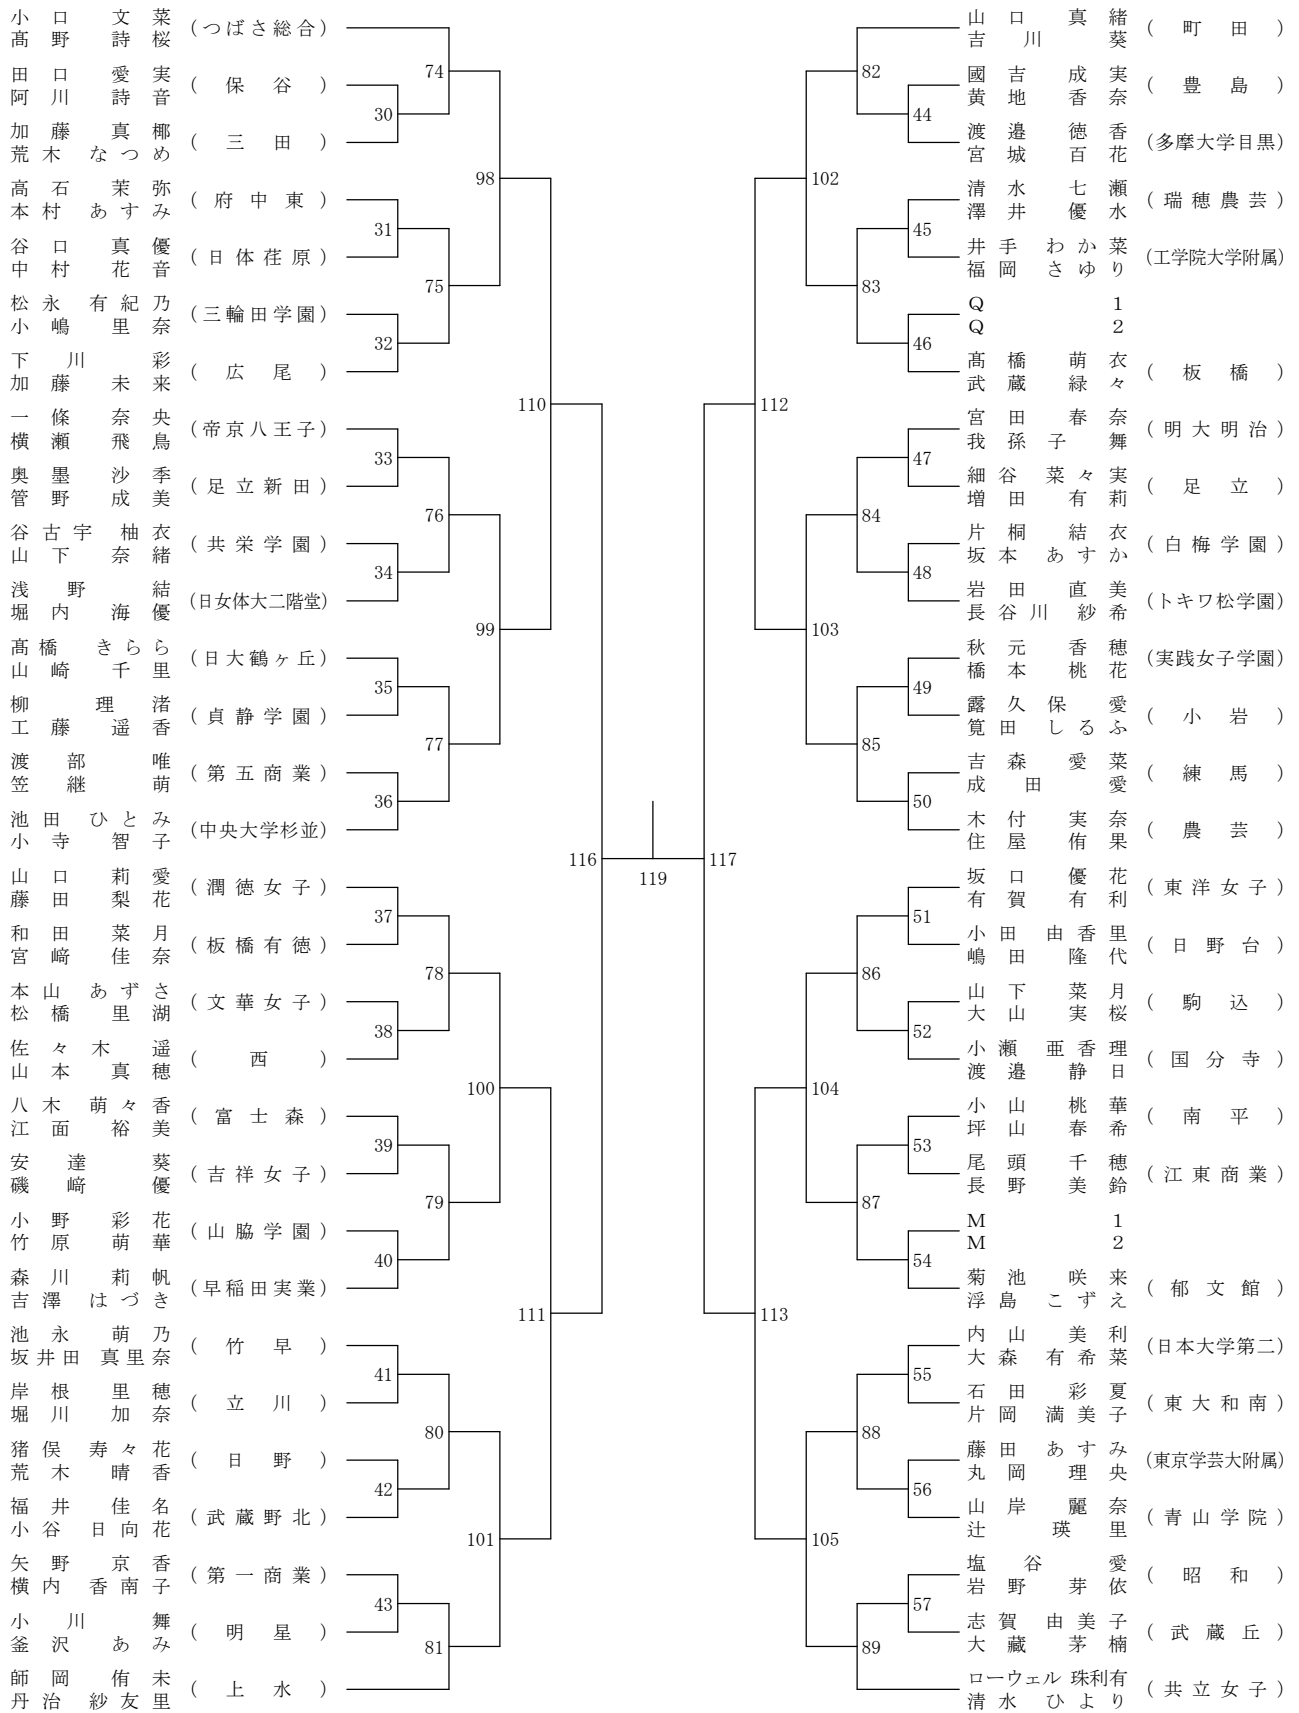 小口 文菜
髙野 詩桜
(つばさ総合)
74
田口 愛実
阿川 詩音
(保谷)
30
加藤 真椰
荒木 なつめ
(三田)
98
高石 茉弥
本村 あすみ
(府中東)
31
谷口 真優
中村 花音
(日体荏原)
75
松永 有紀乃
小嶋 里奈
(三輪田学園)
32
下川 彩
加藤 未来
(広尾)
110
一條 奈央
横瀬 飛鳥
(帝京八王子)
33
奥墨 沙季
管野 成美
(足立新田)
76
谷古宇 柚衣
山下 奈緒
(共栄学園)
34
浅野 結
堀内 海優
(日女体大二階堂)
99
髙橋 きらら
山崎 千里
(日大鶴ヶ丘)
35
柳 理渚
工藤 遥香
(貞静学園)
77
渡部 唯
笠継 萌
(第五商業)
36
池田 ひとみ
小寺 智子
(中央大学杉並)
116
山口 莉愛
藤田 梨花
(潤徳女子)
37
和田 菜月
宮﨑 佳奈
(板橋有徳)
78
本山 あずさ
松橋 里湖
(文華女子)
38
佐々木 遥
山本 真穂
(西)
100
八木 萌々香
江面 裕美
(富士森)
39
安達 葵
磯﨑 優
(吉祥女子)
79
小野 彩花
竹原 萌華
(山脇学園)
40
森川 莉帆
吉澤 はづき
(早稲田実業)
111
池永 萌乃
坂井田 真里奈
(竹早)
41
岸根 里穂
堀川 加奈
(立川)
80
猪俣 寿々花
荒木 晴香
(日野)
42
福井 佳名
小谷 日向花
(武蔵野北)
101
矢野 京香
横内 香南子
(第一商業)
43
小川 舞
釜沢 あみ
(明星)
81
師岡 侑未
丹治 紗友里
(上水)
119
山口 真緒
吉川 葵
(町田)
82
國吉 成実
黄地 香奈
(豊島)
44
渡邉 徳香
宮城 百花
(多摩大学目黒)
102
清水 七瀬
澤井 優水
(瑞穂農芸)
45
井手 わか菜
福岡 さゆり
(工学院大学附属)
83
Q 1
Q 2
46
髙橋 萌衣
武蔵 緑々
(板橋)
112
宮田 春奈
我孫子 舞
(明大明治)
47
細谷 菜々実
増田 有莉
(足立)
84
片桐 結衣
坂本 あすか
(白梅学園)
48
岩田 直美
長谷川 紗希
(トキワ松学園)
103
秋元 香穂
橋本 桃花
(実践女子学園)
49
露久保 愛
筧田 しるふ
(小岩)
85
吉森 愛菜
成田 愛
(練馬)
50
木付 実奈
住屋 侑果
(農芸)
117
坂口 優花
有賀 有利
(東洋女子)
51
小田 由香里
嶋田 隆代
(日野台)
86
山下 菜月
大山 実桜
(駒込)
52
小瀬 亜香理
渡邉 静日
(国分寺)
104
小山 桃華
坪山 春希
(南平)
53
尾頭 千穂
長野 美鈴
(江東商業)
87
M 1
M 2
54
菊池 咲来
浮島 こずえ
(郁文館)
113
内山 美利
大森 有希菜
(日本大学第二)
55
石田 彩夏
片岡 満美子
(東大和南)
88
藤田 あすみ
丸岡 理央
(東京学芸大附属)
56
山岸 麗奈
辻 瑛里
(青山学院)
105
塩谷 愛
岩野 芽依
(昭和)
57
志賀 由美子
大藏 茅楠
(武蔵丘)
89
ローウェル 珠利有
清水 ひより
(共立女子)